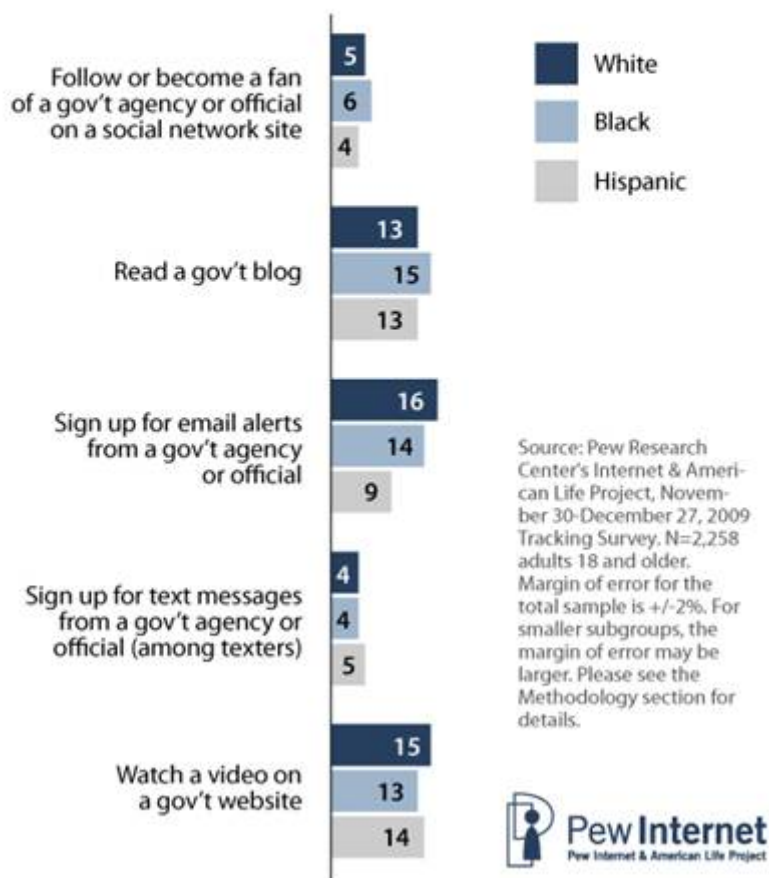 Follow or become a fan
of a gov't agency or official
on a social network site
5
6
4
White
Black
Hispanic
Read a gov't blog
13
15
13
Sign up for email alerts
from a gov't agency
or official
16
14
9
Sign up for text messages
from a gov't agency or
official (among texters)
4
4
5
Watch a video on
a gov't website
15
13
14
Source: Pew Research
Center's Internet & Ameri-
can Life Project, Novem-
ber 30-December 27, 2009
Tracking Survey. N=2,258
adults 18 and older.
Margin of error for the
total sample is +/-2%. For
smaller subgroups, the
margin of error may be
larger. Please see the
Methodology section for
details.
Pew Internet
Pew Internet & American Life Project